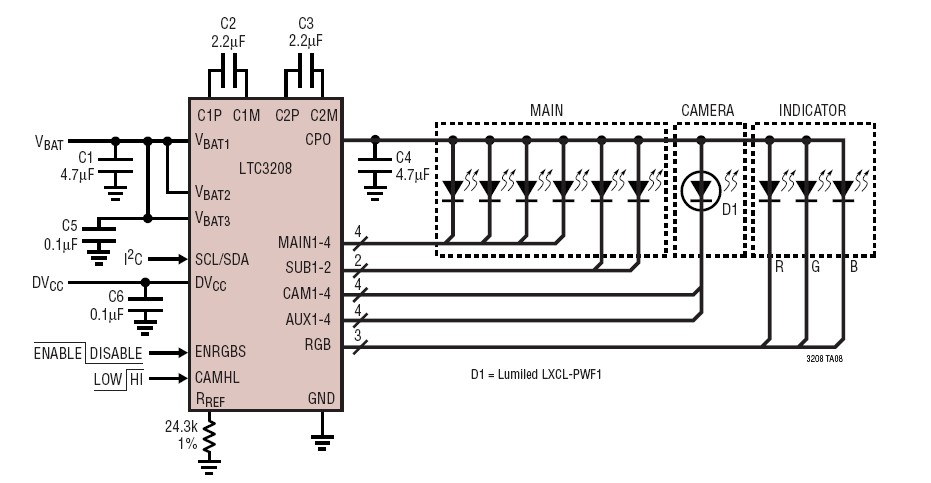 C2
2.2µF
C3
2.2µF
C1P C1M C2P C2M
MAIN CAMERA INDICATOR
VBAT
VBAT1
CPO
C1
4.7µF
LTC3208
C4
4.7µF
VBAT2
D1
C5
0.1µF
VBAT3
MAIN1-4
4
I2C
SCL/SDA
SUB1-2
2
R G B
DVCC
DVCC
CAM1-4
4
C6
0.1µF
AUX1-4
4
ENABLE DISABLE
ENRGBS
RGB
3
3208 TA08
LOW HI
CAMHL
D1 = Lumiled LXCL-PWF1
RREF
GND
24.3k
1%